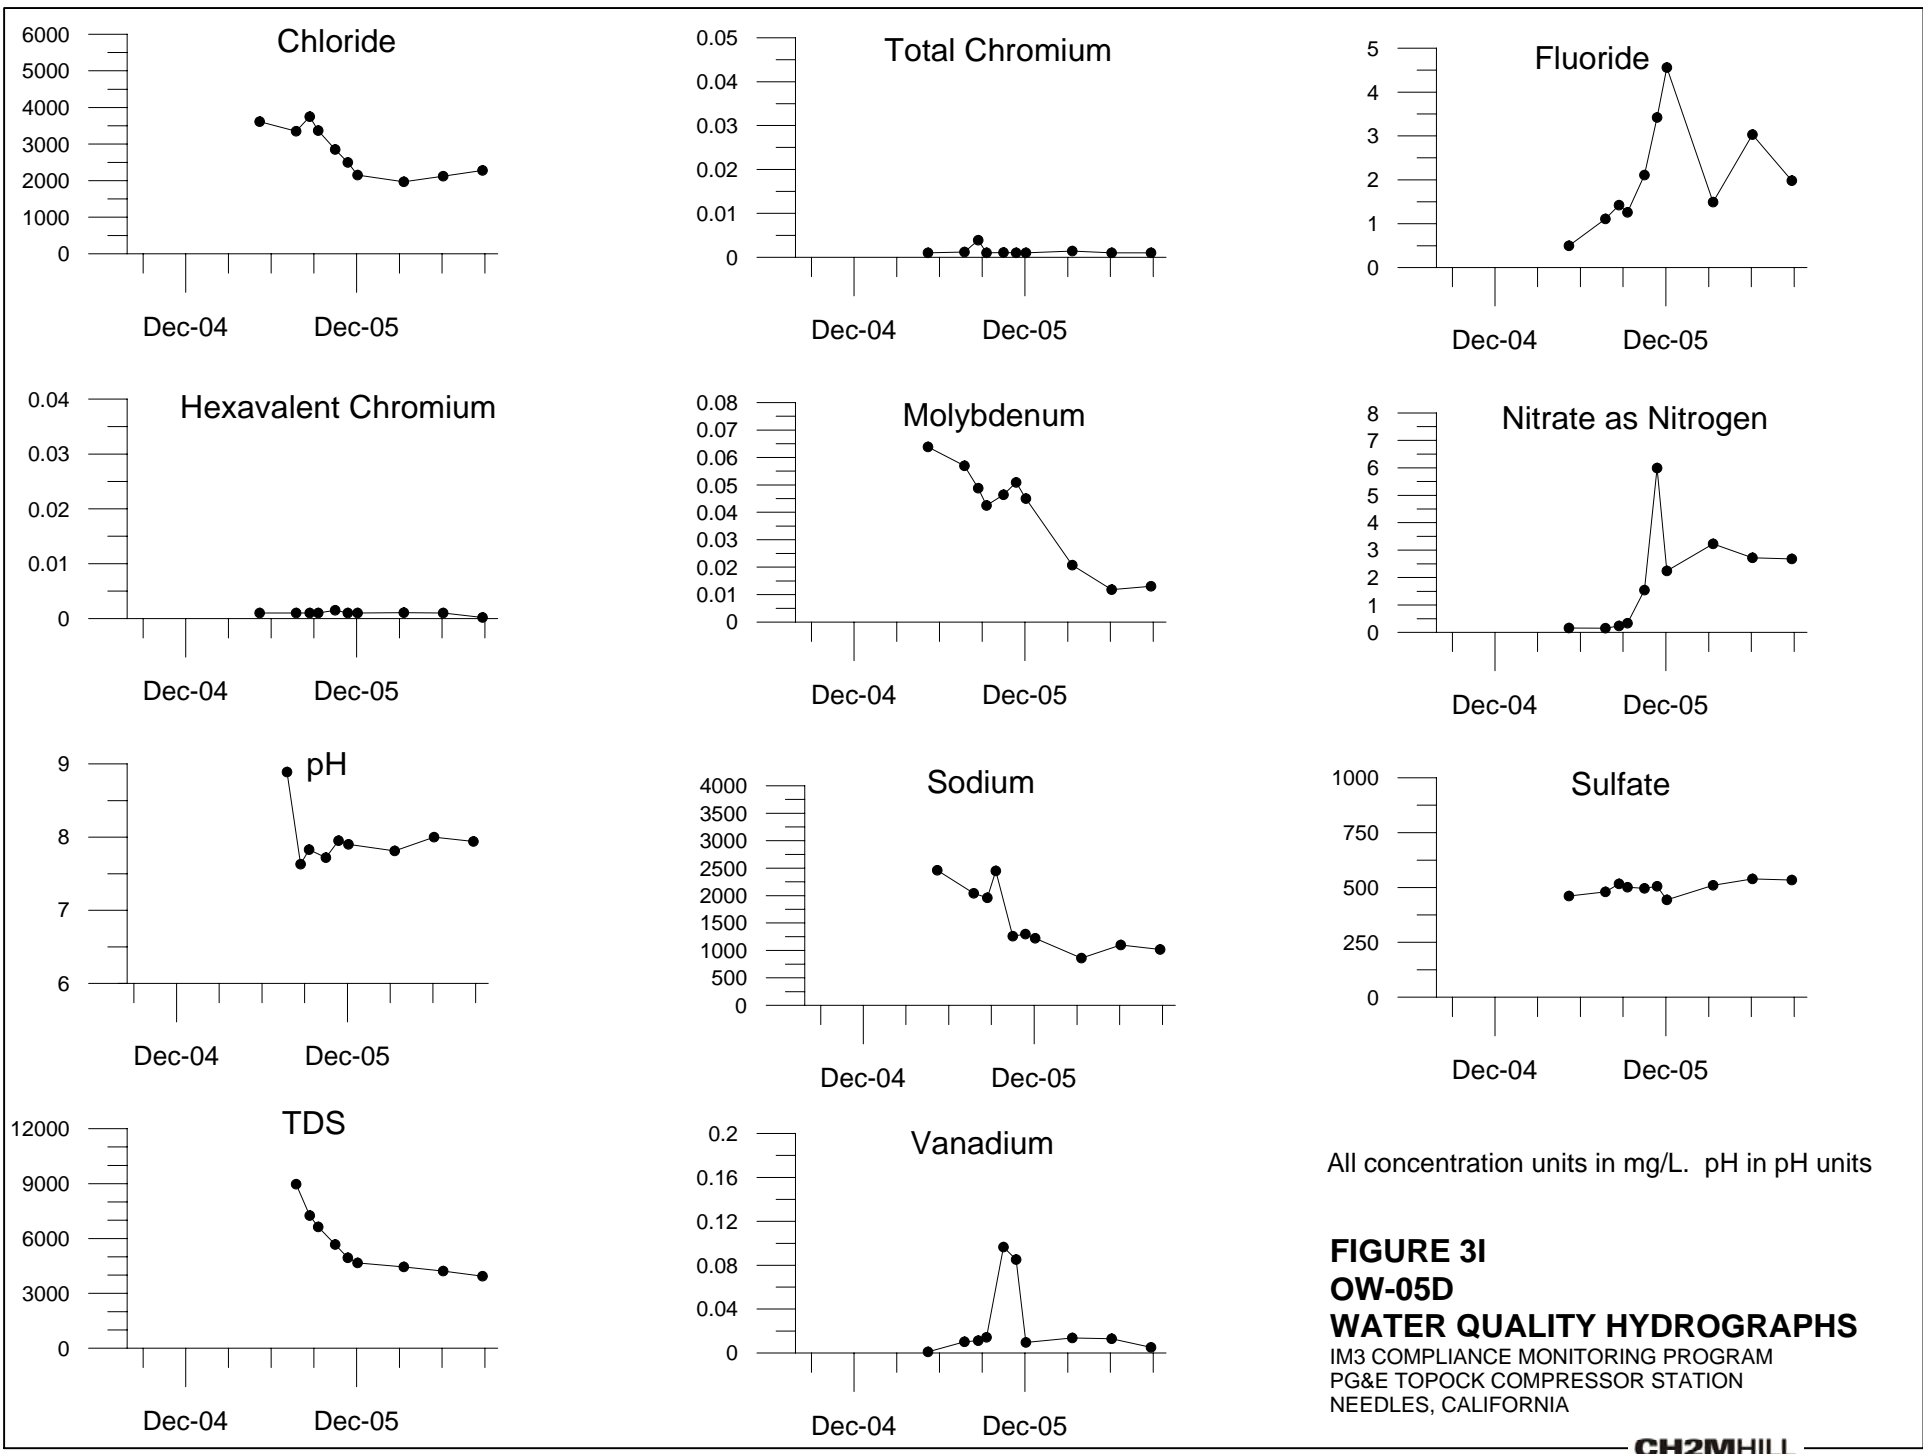 Chloride
6000
5000
4000
3000
2000
1000
0
Dec-04 Dec-05
Total Chromium
0.05
0.04
0.03
0.02
0.01
0
Dec-04 Dec-05
Fluoride
5
4
3
2
1
0
Dec-04 Dec-05
Hexavalent Chromium
0.04
0.03
0.02
0.01
0
Dec-04 Dec-05
Molybdenum
0.08
0.07
0.06
0.05
0.04
0.03
0.02
0.01
0
Dec-04 Dec-05
Nitrate as Nitrogen
8
7
6
5
4
3
2
1
0
Dec-04 Dec-05
pH
9
8
7
6
Dec-04 Dec-05
Sodium
4000
3500
3000
2500
2000
1500
1000
500
0
Dec-04 Dec-05
Sulfate
1000
750
500
250
0
Dec-04 Dec-05
TDS
12000
9000
6000
3000
0
Dec-04 Dec-05
Vanadium
0.2
0.16
0.12
0.08
0.04
0
Dec-04 Dec-05
All concentration units in mg/L.  pH in pH units
FIGURE 3I
OW-05D
WATER QUALITY HYDROGRAPHS
IM3 COMPLIANCE MONITORING PROGRAM
PG&E TOPOCK COMPRESSOR STATION
NEEDLES, CALIFORNIA
CH2MHILL